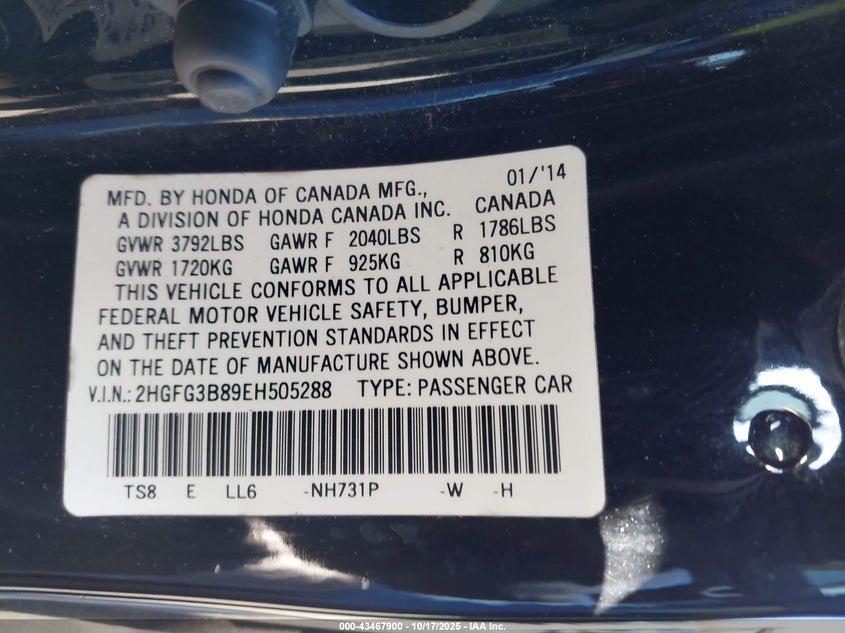 MFD. BY HONDA OF CANADA MFG., 01/'14
A DIVISION OF HONDA CANADA INC. CANADA
GVWR 3792LBS GAWR F 2040LBS R 1786LBS
GVWR 1720KG GAWR F 925KG R 810KG
THIS VEHICLE CONFORMS TO ALL APPLICABLE
FEDERAL MOTOR VEHICLE SAFETY, BUMPER,
AND THEFT PREVENTION STANDARDS IN EFFECT
ON THE DATE OF MANUFACTURE SHOWN ABOVE.
V.I.N.: 2HGFG3B89EH505288 TYPE: PASSENGER CAR
TS8 E LL6 -NH731P -W -H
000-43467900 - 10/17/2025 - IAA Inc.